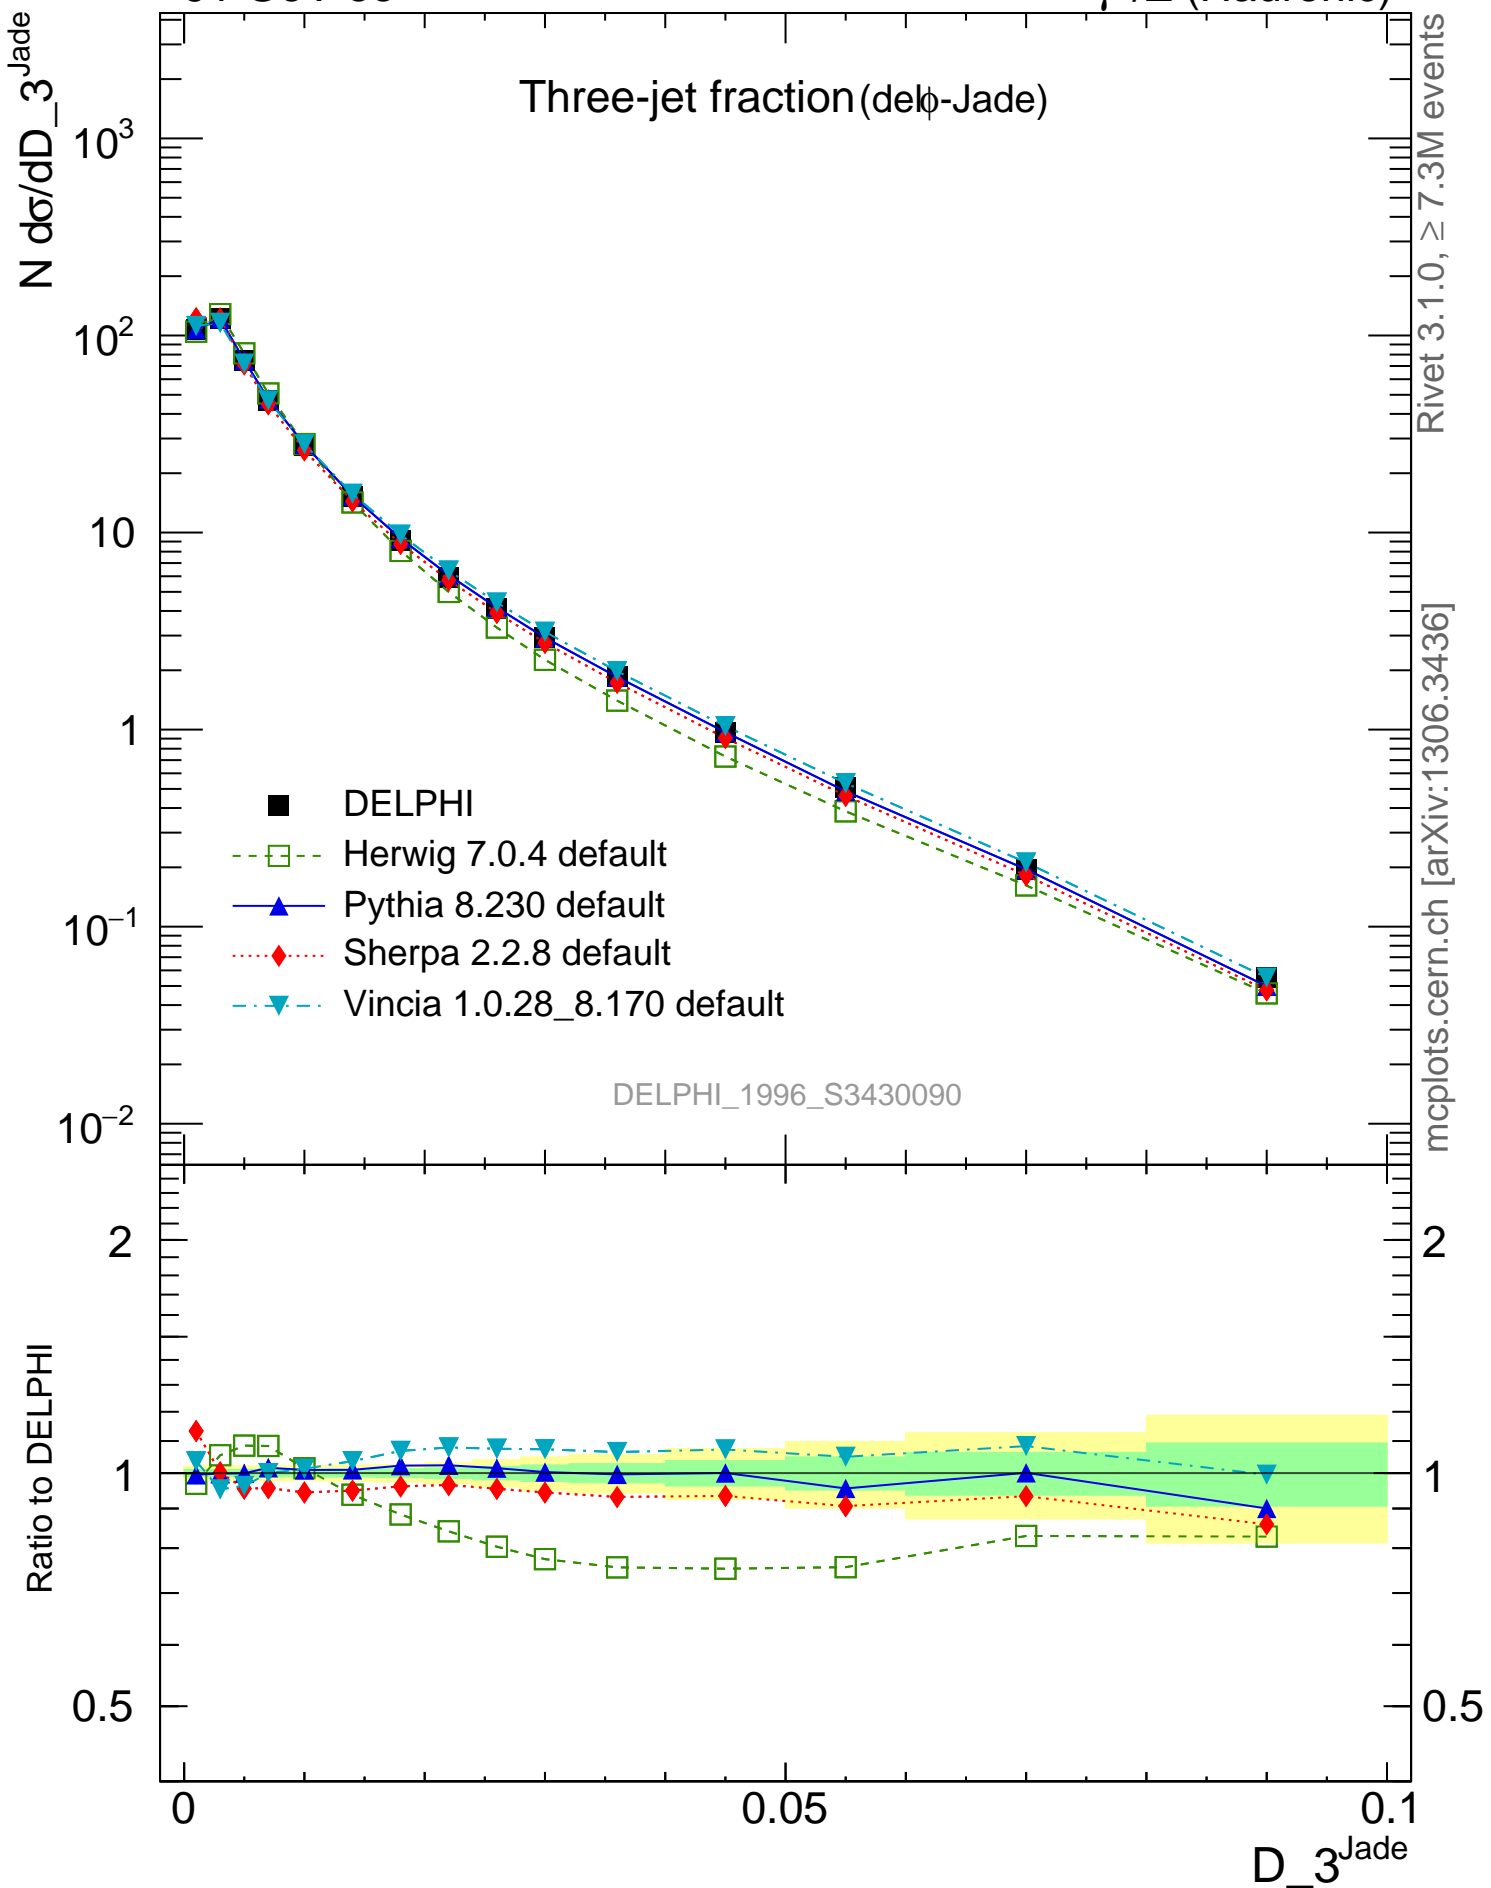 N dσ/dD_3^Jade
Three-jet fraction (delϕ-Jade)
10^3
10^2
10
1
10^−1
10^−2
DELPHI
Herwig 7.0.4 default
Pythia 8.230 default
Sherpa 2.2.8 default
Vincia 1.0.28_8.170 default
DELPHI_1996_S3430090
Rivet 3.1.0, ≥ 7.3M events
mcplots.cern.ch [arXiv:1306.3436]
Ratio to DELPHI
2
1
0.5
2
1
0.5
0
0.05
0.1
D_3^Jade